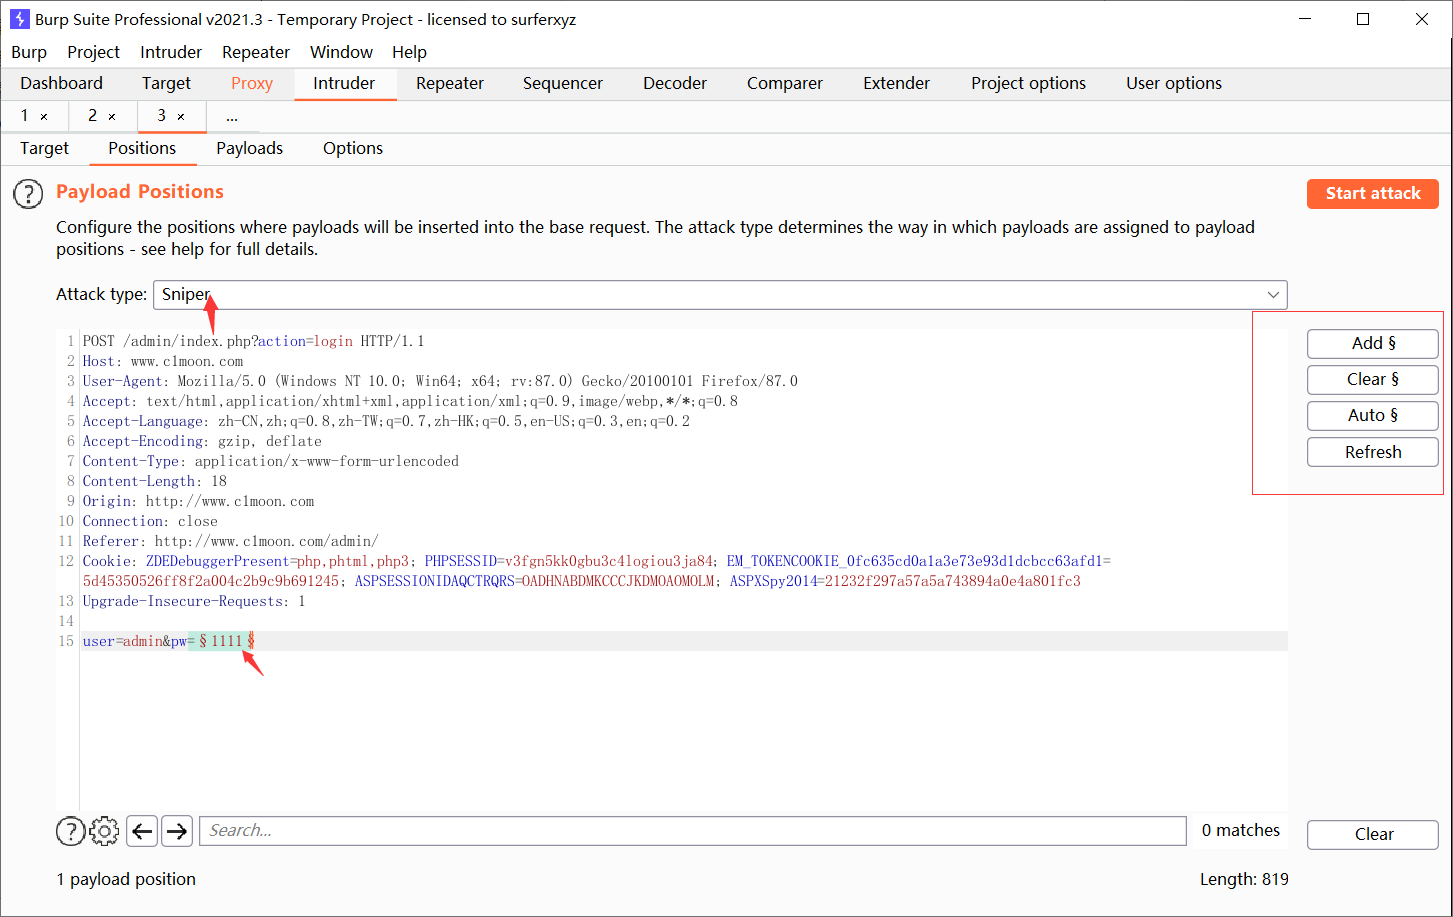 Burp Suite Professional v2021.3 - Temporary Project - licensed to surferxyz
Burp Project Intruder Repeater Window Help
Dashboard Target Proxy Intruder Repeater Sequencer Decoder Comparer Extender Project options User options
1 × 2 × 3 × ...
Target Positions Payloads Options
? Payload Positions
Start attack
Configure the positions where payloads will be inserted into the base request. The attack type determines the way in which payloads are assigned to payload
positions - see help for full details.
Attack type: Sniper
1 POST /admin/index.php?action=login HTTP/1.1
2 Host: www.c1moon.com
3 User-Agent: Mozilla/5.0 (Windows NT 10.0; Win64; x64; rv:87.0) Gecko/20100101 Firefox/87.0
4 Accept: text/html,application/xhtml+xml,application/xml;q=0.9,image/webp,*/*;q=0.8
5 Accept-Language: zh-CN,zh;q=0.8,zh-TW;q=0.7,zh-HK;q=0.5,en-US;q=0.3,en;q=0.2
6 Accept-Encoding: gzip, deflate
7 Content-Type: application/x-www-form-urlencoded
8 Content-Length: 18
9 Origin: http://www.c1moon.com
10 Connection: close
11 Referer: http://www.c1moon.com/admin/
12 Cookie: ZDEDebuggerPresent=php,phtml,php3; PHPSESSID=v3fgn5kk0gbu3c4logiou3ja84; EM_TOKENCOOKIE_0fc635cd0a1a3e73e93d1dcbcc63afd1=
5d45350526ff8f2a004c2b9c9b691245; ASPSESSIONIDAQCTRQRS=OADHNABDMKCCCJKDMOAOMOLM; ASPXSpy2014=21232f297a57a5a743894a0e4a801fc3
13 Upgrade-Insecure-Requests: 1
14
15 user=admin&pw=§1111§
Add §
Clear §
Auto §
Refresh
? Search... 0 matches
Clear
1 payload position
Length: 819